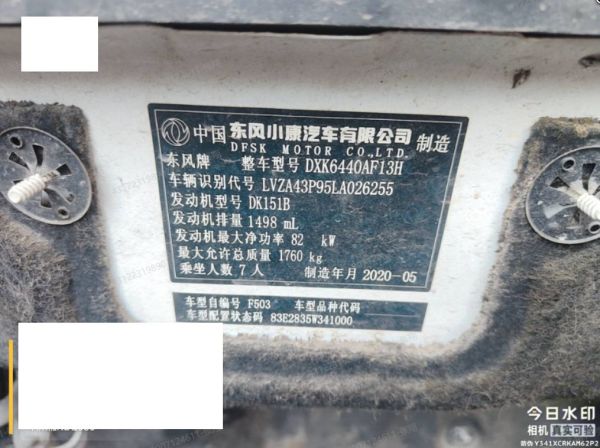 中国 东风小康汽车有限公司 制造
DFSK MOTOR CO.,LTD.
东风牌 整车型号 DXK6440AF13H
车辆识别代号 LVZA43P95LA026255
发动机型号 DK151B
发动机排量 1498 mL
发动机最大净功率 82 kW
最大允许总质量 1760 kg
乘坐人数 7 人 制造年月 2020-05
车型自编号 F503 车型品种代码
车型配置状态码 83E2835W341000
今日水印
相机 真实可验
防伪 Y341XCRKAM62P2